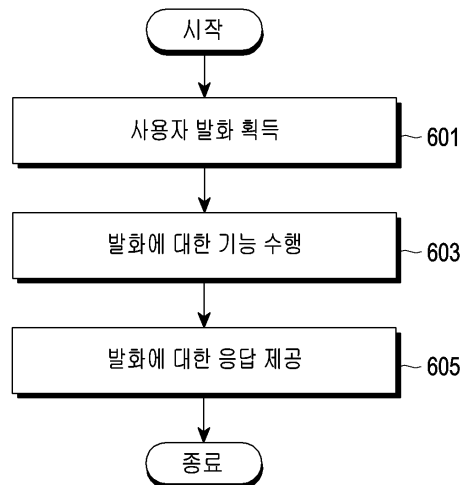 시작
사용자 발화 획득
601
발화에 대한 기능 수행
603
발화에 대한 응답 제공
605
종료